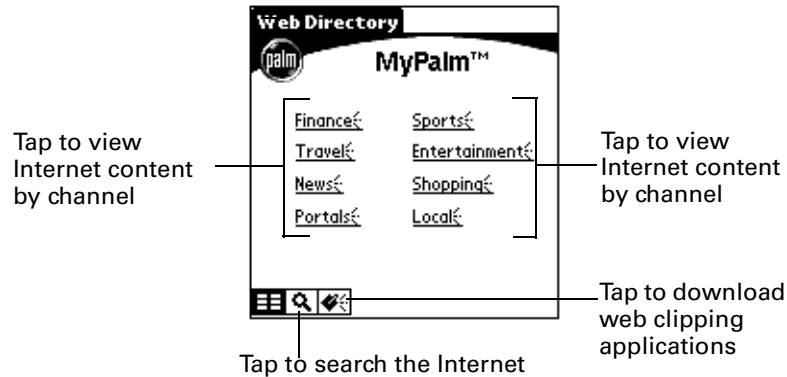 Web Directory
palm
MyPalm™
Finance
Sports
Travel
Entertainment
News
Shopping
Portals
Local
Tap to view
Internet content
by channel
Tap to view
Internet content
by channel
Tap to download
web clipping
applications
Tap to search the Internet